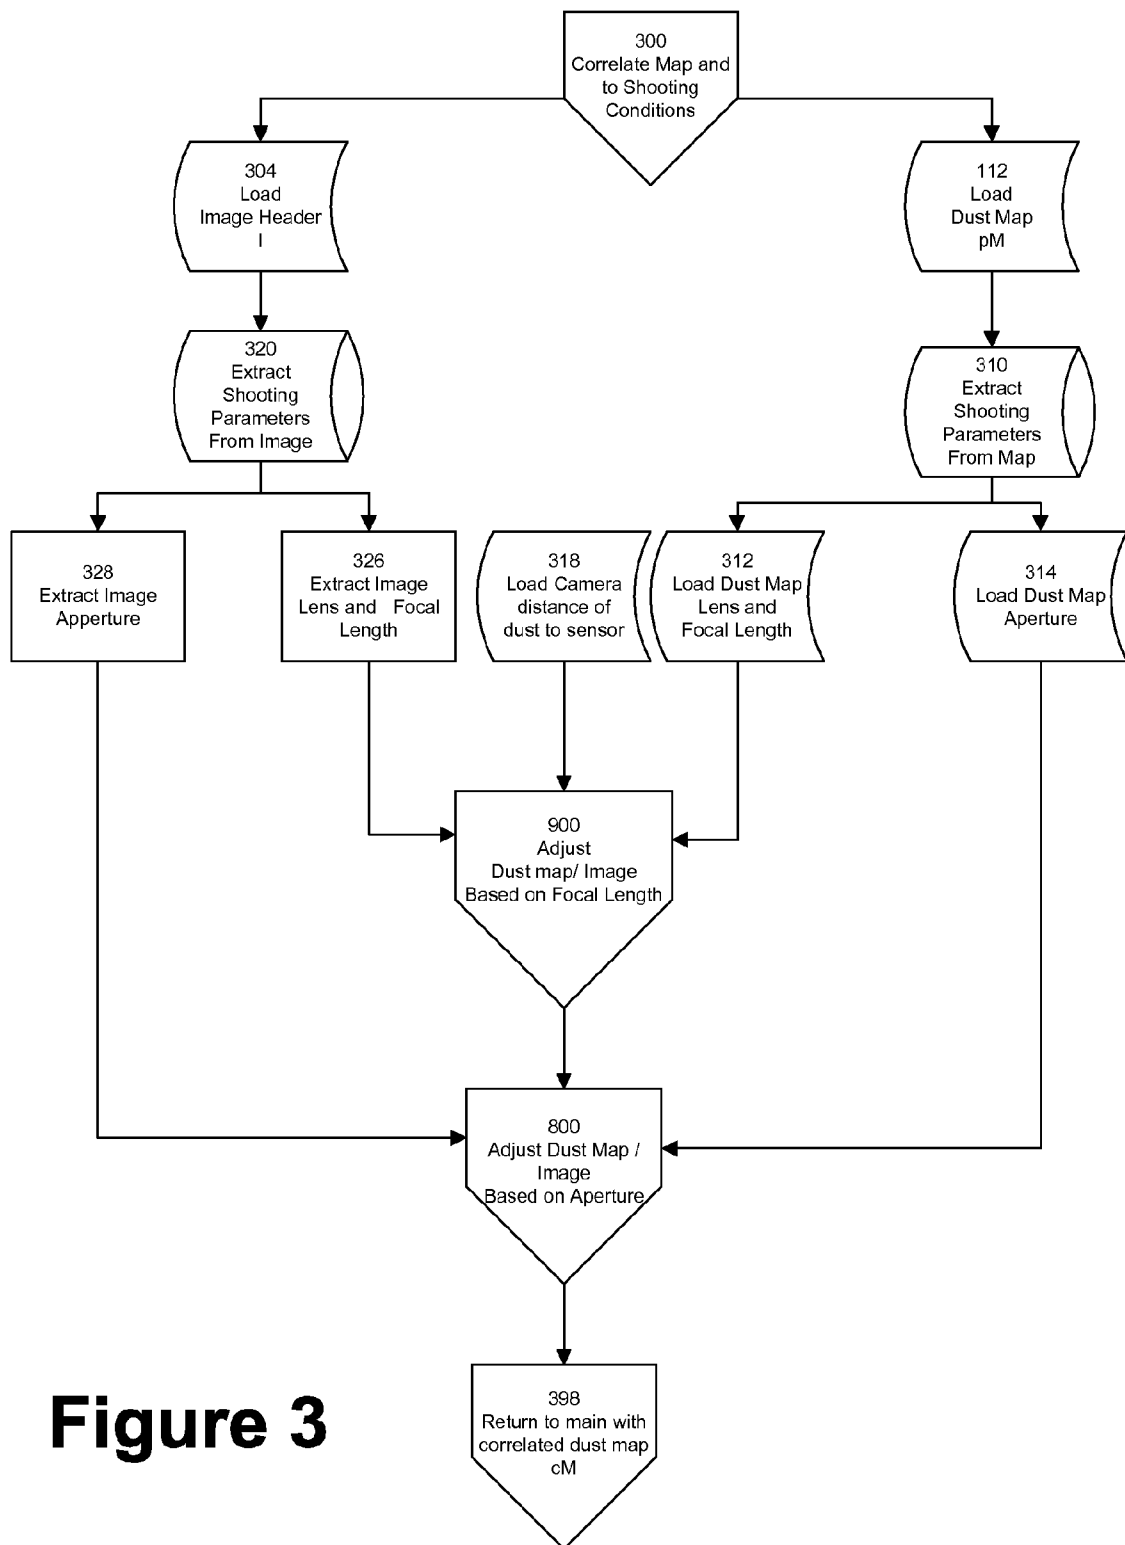 300
Correlate Map and
to Shooting
Conditions
304
Load
Image Header
I
112
Load
Dust Map
pM
320
Extract
Shooting
Parameters
From Image
310
Extract
Shooting
Parameters
From Map
328
Extract Image
Apperture
326
Extract Image
Lens and Focal
Length
318
Load Camera
distance of
dust to sensor
312
Load Dust Map
Lens and
Focal Length
314
Load Dust Map
Aperture
900
Adjust
Dust map/ Image
Based on Focal Length
800
Adjust Dust Map /
Image
Based on Aperture
398
Return to main with
correlated dust map
cM
Figure 3